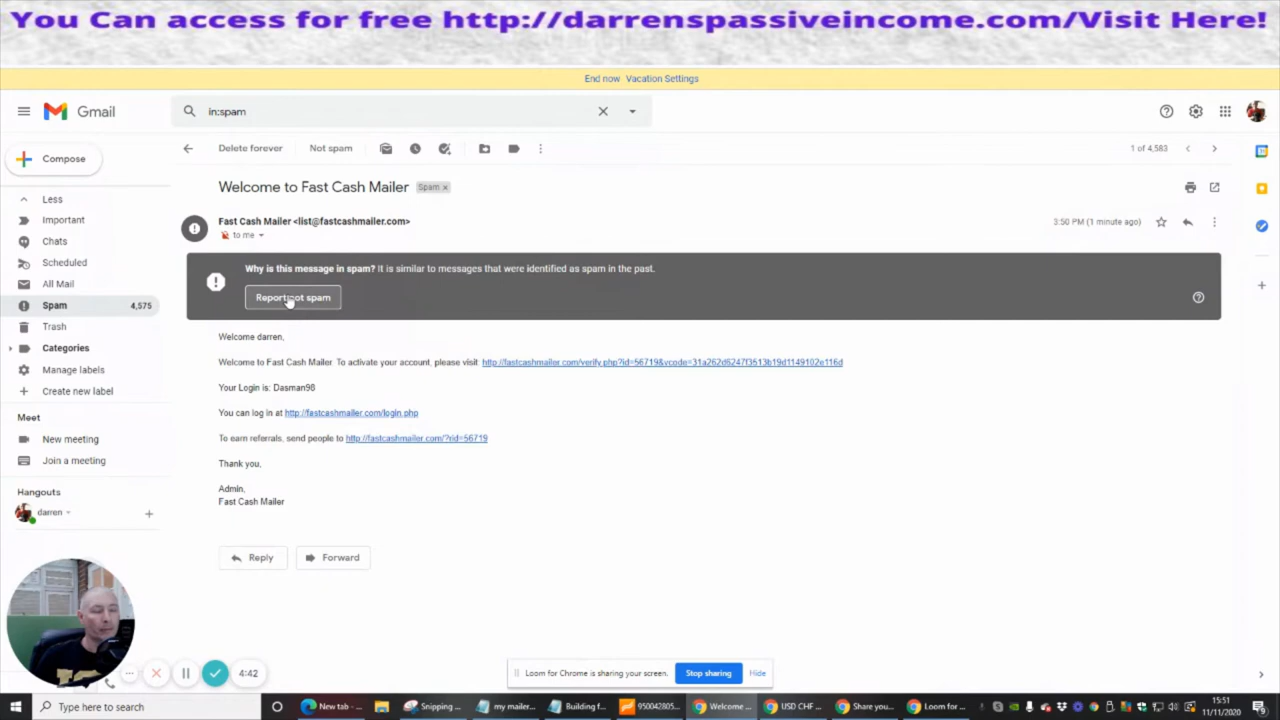 You Can access for free http://darrenspassiveincome.com/Visit Here!
End now Vacation Settings
Gmail
in:spam
Compose
Delete forever Not spam
1 of 4,583
Less
Important
Chats
Scheduled
All Mail
Spam 4,575
Trash
Categories
Manage labels
Create new label
Meet
New meeting
Join a meeting
Hangouts
darren
Welcome to Fast Cash Mailer Spam x
Fast Cash Mailer <list@fastcashmailer.com> 3:50 PM (1 minute ago)
to me
Why is this message in spam? It is similar to messages that were identified as spam in the past.
Report not spam
Welcome darren,
Welcome to Fast Cash Mailer. To activate your account, please visit: http://fastcashmailer.com/verify.php?id=56719&vcode=31a262d6247f3513b19d1149102e116d
Your Login is: Dasman98
You can log in at http://fastcashmailer.com/login.php
To earn referrals, send people to http://fastcashmailer.com/?rid=56719
Thank you,
Admin,
Fast Cash Mailer
Reply Forward
4:42
Loom for Chrome is sharing your screen. Stop sharing Hide
Type here to search
New tab - ...
Snipping ...
my mailer...
Building f...
950042805...
Welcome ...
USD CHF ...
Share you...
Loom for ...
15:51
11/11/2020